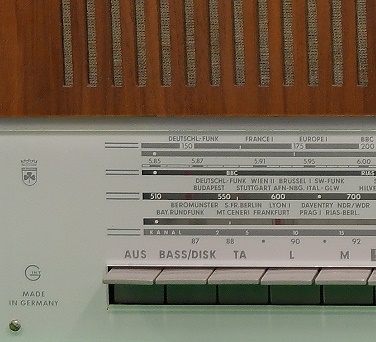 DEUTSCHL.-FUNK FRANCE I EUROPE I BBC
150 175 200
5.85 5.87 5.91 5.95 6.00
BBC RIAS
DEUTSCHL.-FUNK WIEN II BRUSSEL I SW-FUNK
BUDAPEST STUTTGART AFN-NBG. ITAL-GLW HILVE
510 550 600 700
BEROMUNSTER S.FR.BERLIN LYON I DAVENTRY NDR/WDR
BAY.RUNDFUNK MT.CENERI FRANKFURT PRAG I RIAS-BERL.
KANAL 2 5 10 15
87 88 • 90 • 92
AUS BASS/DISK TA L M
MADE
IN GERMANY